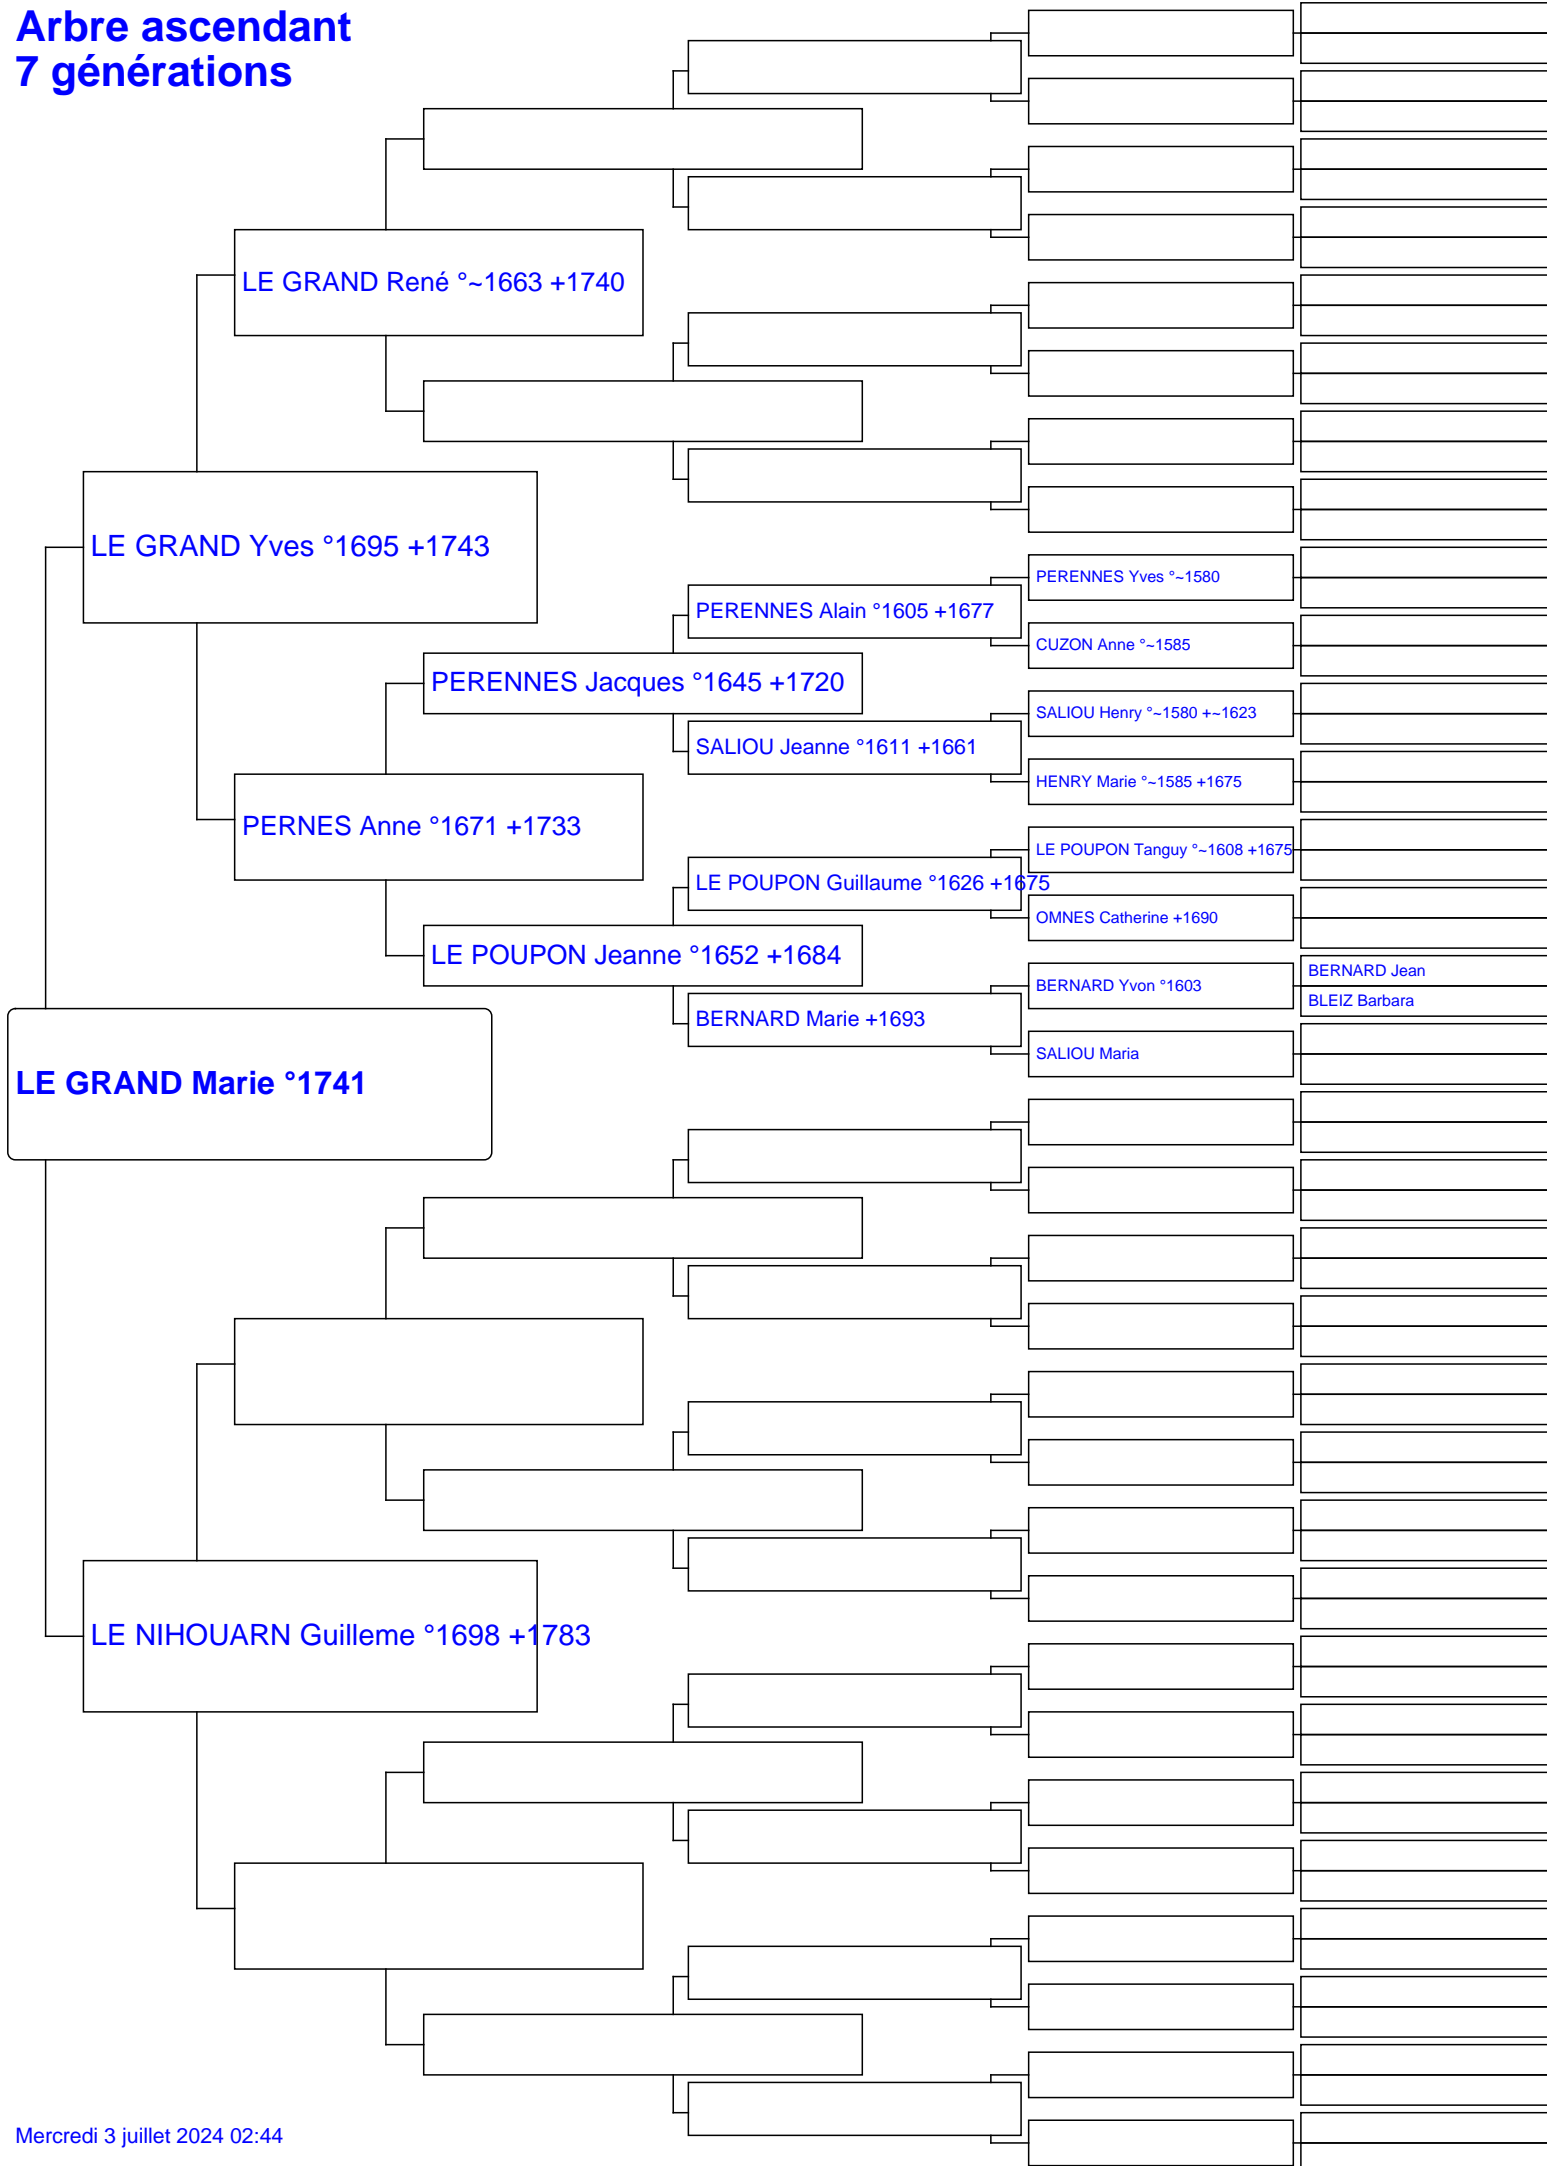 Arbre ascendant
7 générations
LE GRAND René °~1663 +1740
LE GRAND Yves °1695 +1743
PERENNES Yves °~1580
PERENNES Alain °1605 +1677
CUZON Anne °~1585
PERENNES Jacques °1645 +1720
SALIOU Henry °~1580 +~1623
SALIOU Jeanne °1611 +1661
HENRY Marie °~1585 +1675
PERNES Anne °1671 +1733
LE POUPON Tanguy °~1608 +1675
LE POUPON Guillaume °1626 +1675
OMNES Catherine +1690
LE POUPON Jeanne °1652 +1684
BERNARD Jean
BERNARD Yvon °1603
BLEIZ Barbara
BERNARD Marie +1693
SALIOU Maria
LE GRAND Marie °1741
LE NIHOUARN Guilleme °1698 +1783
Mercredi 3 juillet 2024 02:44